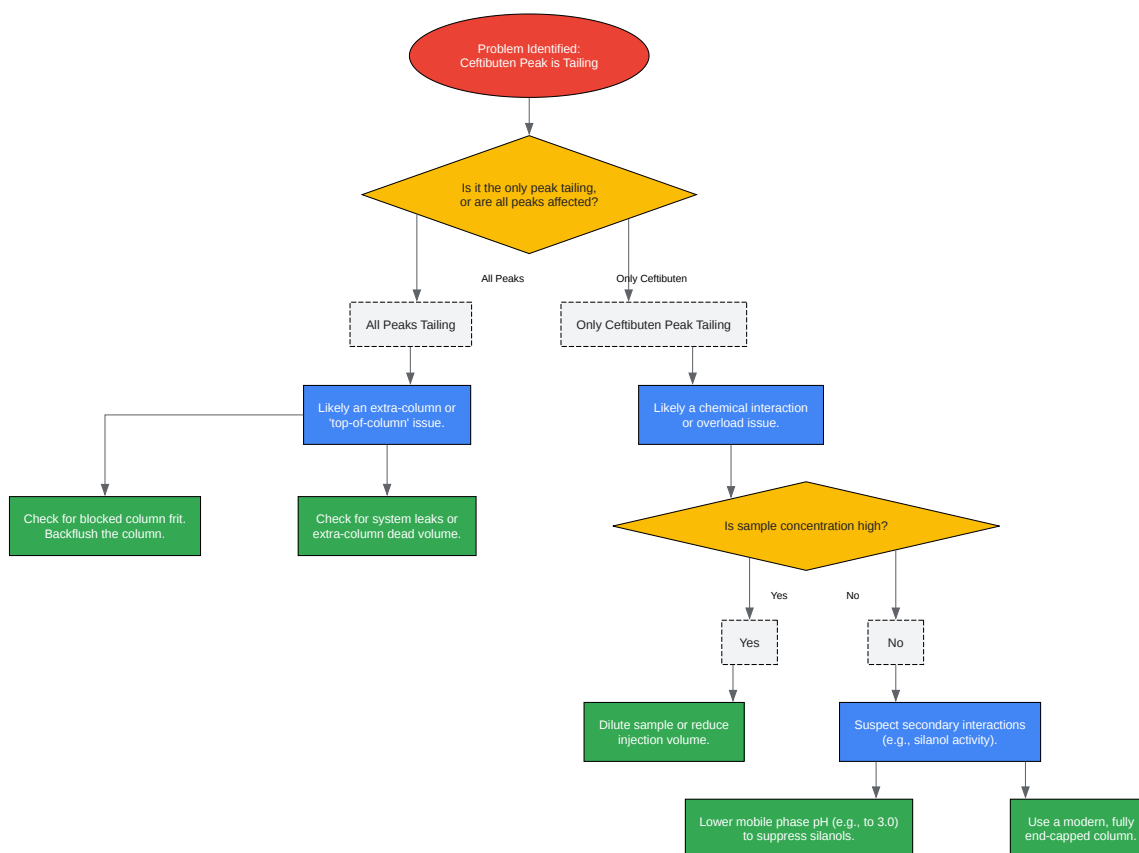 Problem Identified:
Ceftibuten Peak is Tailing
Is it the only peak tailing,
or are all peaks affected?
All Peaks
Only Ceftibuten
All Peaks Tailing
Only Ceftibuten Peak Tailing
Likely an extra-column or
'top-of-column' issue.
Likely a chemical interaction
or overload issue.
Check for blocked column frit.
Backflush the column.
Check for system leaks or
extra-column dead volume.
Is sample concentration high?
Yes
No
Yes
No
Dilute sample or reduce
injection volume.
Suspect secondary interactions
(e.g., silanol activity).
Lower mobile phase pH (e.g., to 3.0)
to suppress silanols.
Use a modern, fully
end-capped column.